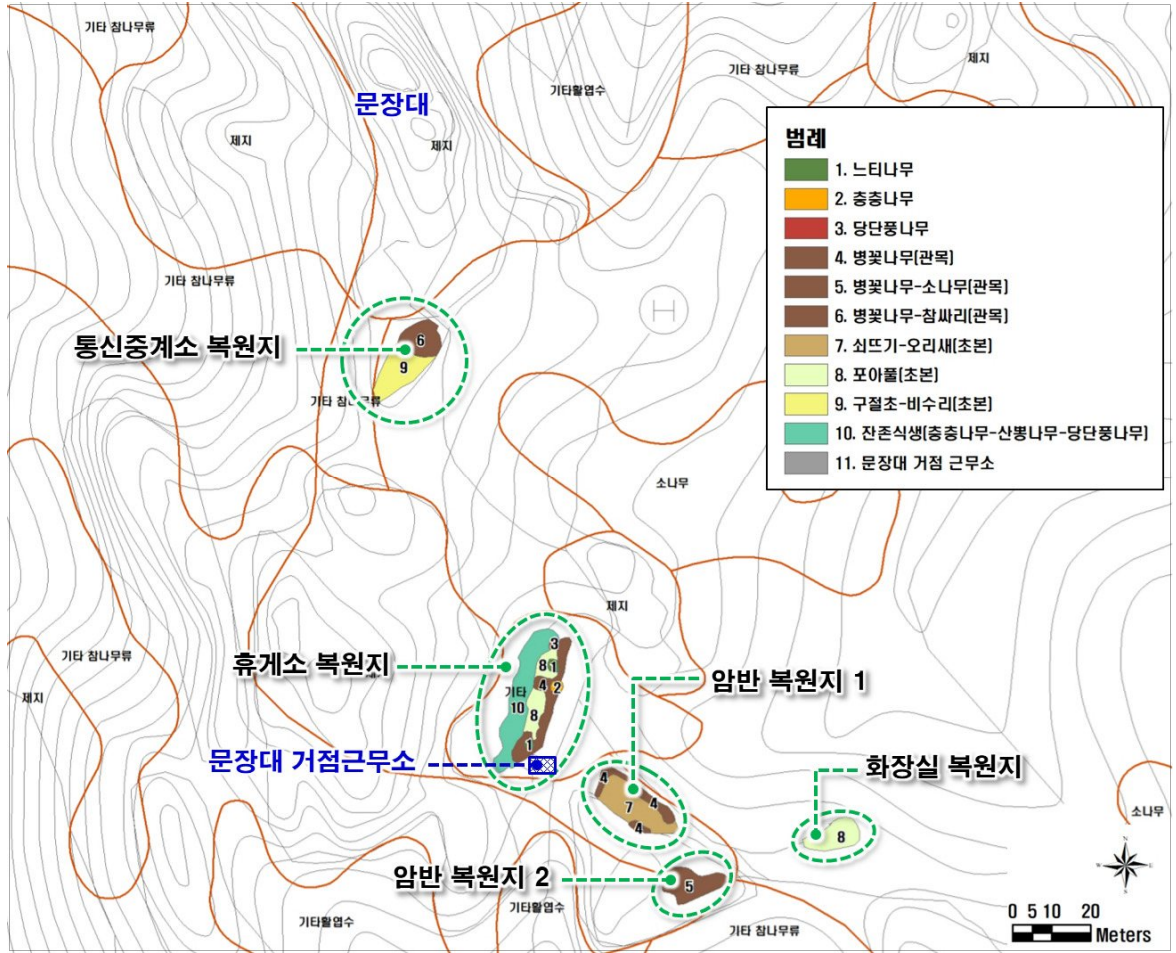 기타 참나무류
기타활엽수
기타 참나무류
제지
문장대
제지
제지
범례
1. 느티나무
2. 층층나무
3. 당단풍나무
4. 병꽃나무(관목)
5. 병꽃나무-소나무(관목)
6. 병꽃나무-참싸리(관목)
7. 쇠뜨기-오리새(초본)
8. 포아풀(초본)
9. 구절초-비수리(초본)
10. 잔존식생(층층나무-산뽕나무-당단풍나무)
11. 문장대 거점 근무소
기타 참나무류
H
통신중계소 복원지
6
9
기타 참나무류
소나무
제지
기타 참나무류
제지
휴게소 복원지
3
8 1
4 2
기타
10
8
1
암반 복원지 1
문장대 거점근무소
4
7
4
4
화장실 복원지
8
소나무
암반 복원지 2
5
기타활엽수
기타 참나무류
N
W
E
S
0 5 10 20
Meters